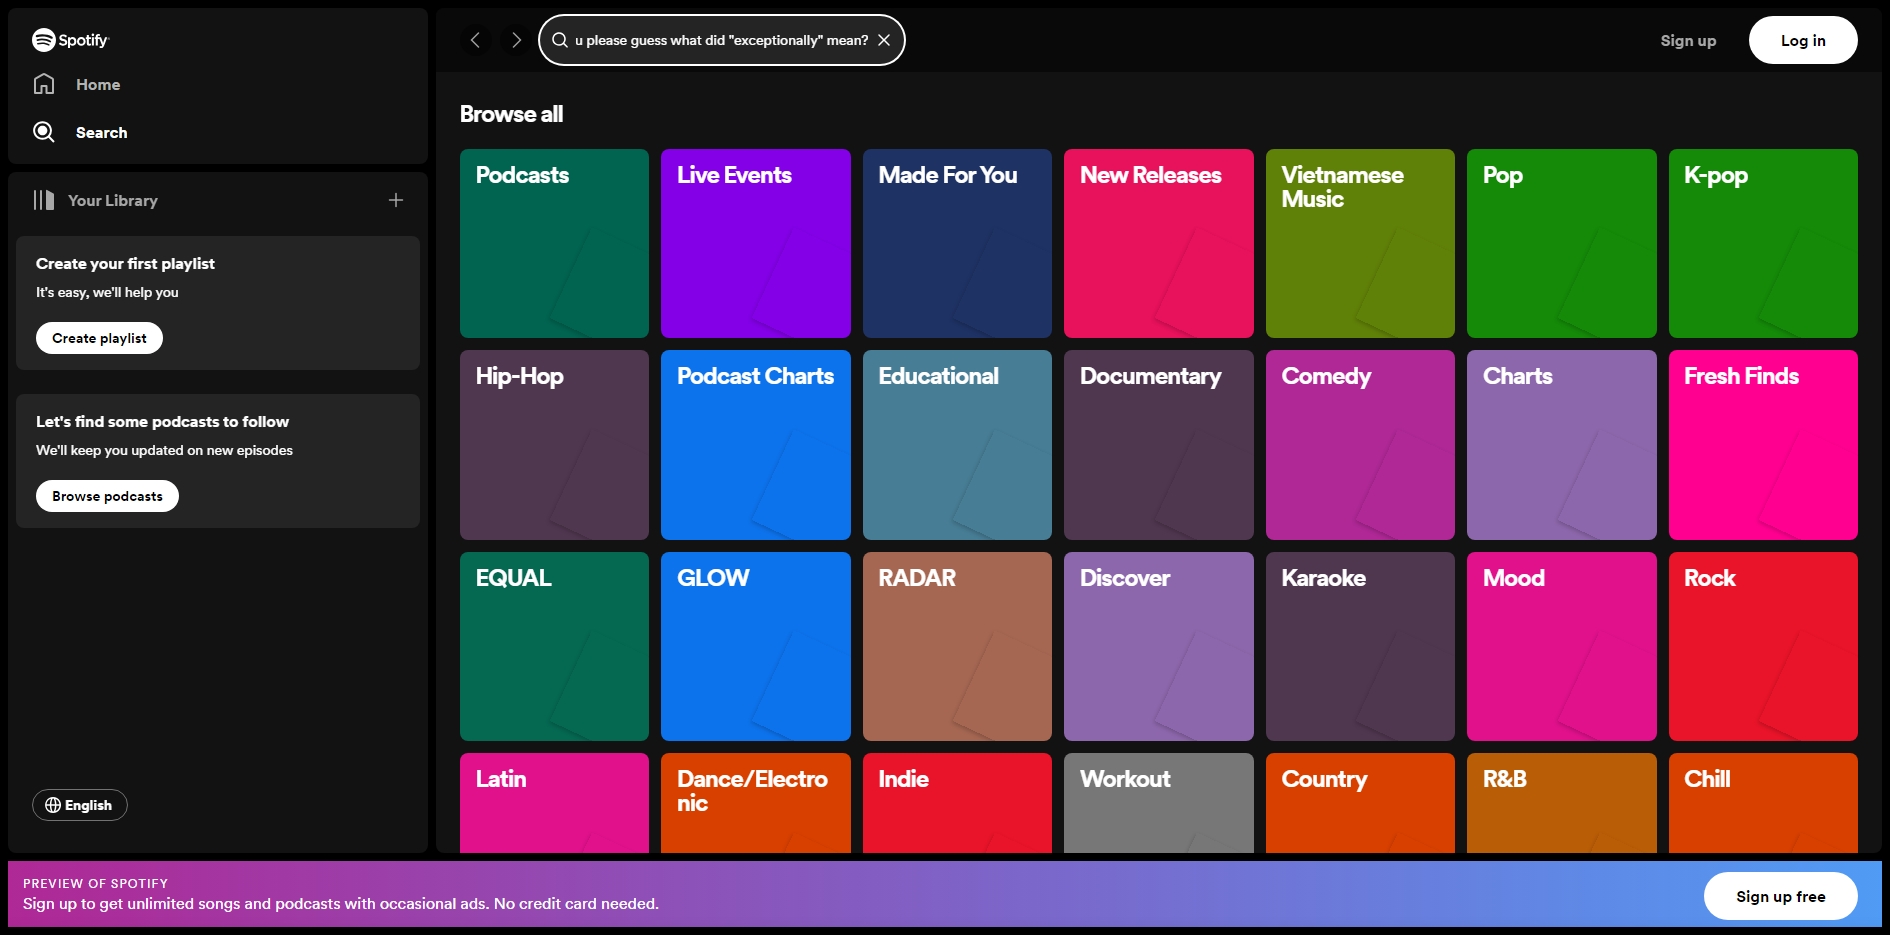 Spotify
Home
Search
Your Library
Create your first playlist
It's easy, we'll help you
Create playlist
Let's find some podcasts to follow
We'll keep you updated on new episodes
Browse podcasts
English
u please guess what did "exceptionally" mean?
Sign up
Log in
Browse all
Podcasts
Live Events
Made For You
New Releases
Vietnamese
Music
Pop
K-pop
Hip-Hop
Podcast Charts
Educational
Documentary
Comedy
Charts
Fresh Finds
EQUAL
GLOW
RADAR
Discover
Karaoke
Mood
Rock
Latin
Dance/Electro
nic
Indie
Workout
Country
R&B
Chill
PREVIEW OF SPOTIFY
Sign up to get unlimited songs and podcasts with occasional ads. No credit card needed.
Sign up free